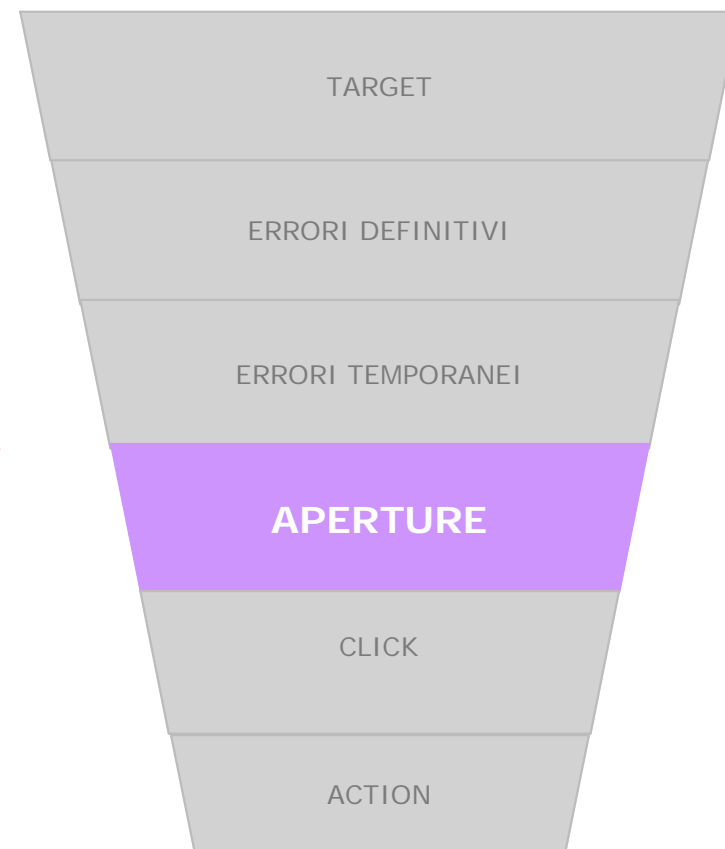 TARGET
ERRORI DEFINITIVI
ERRORI TEMPORANEI
APERTURE
CLICK
ACTION